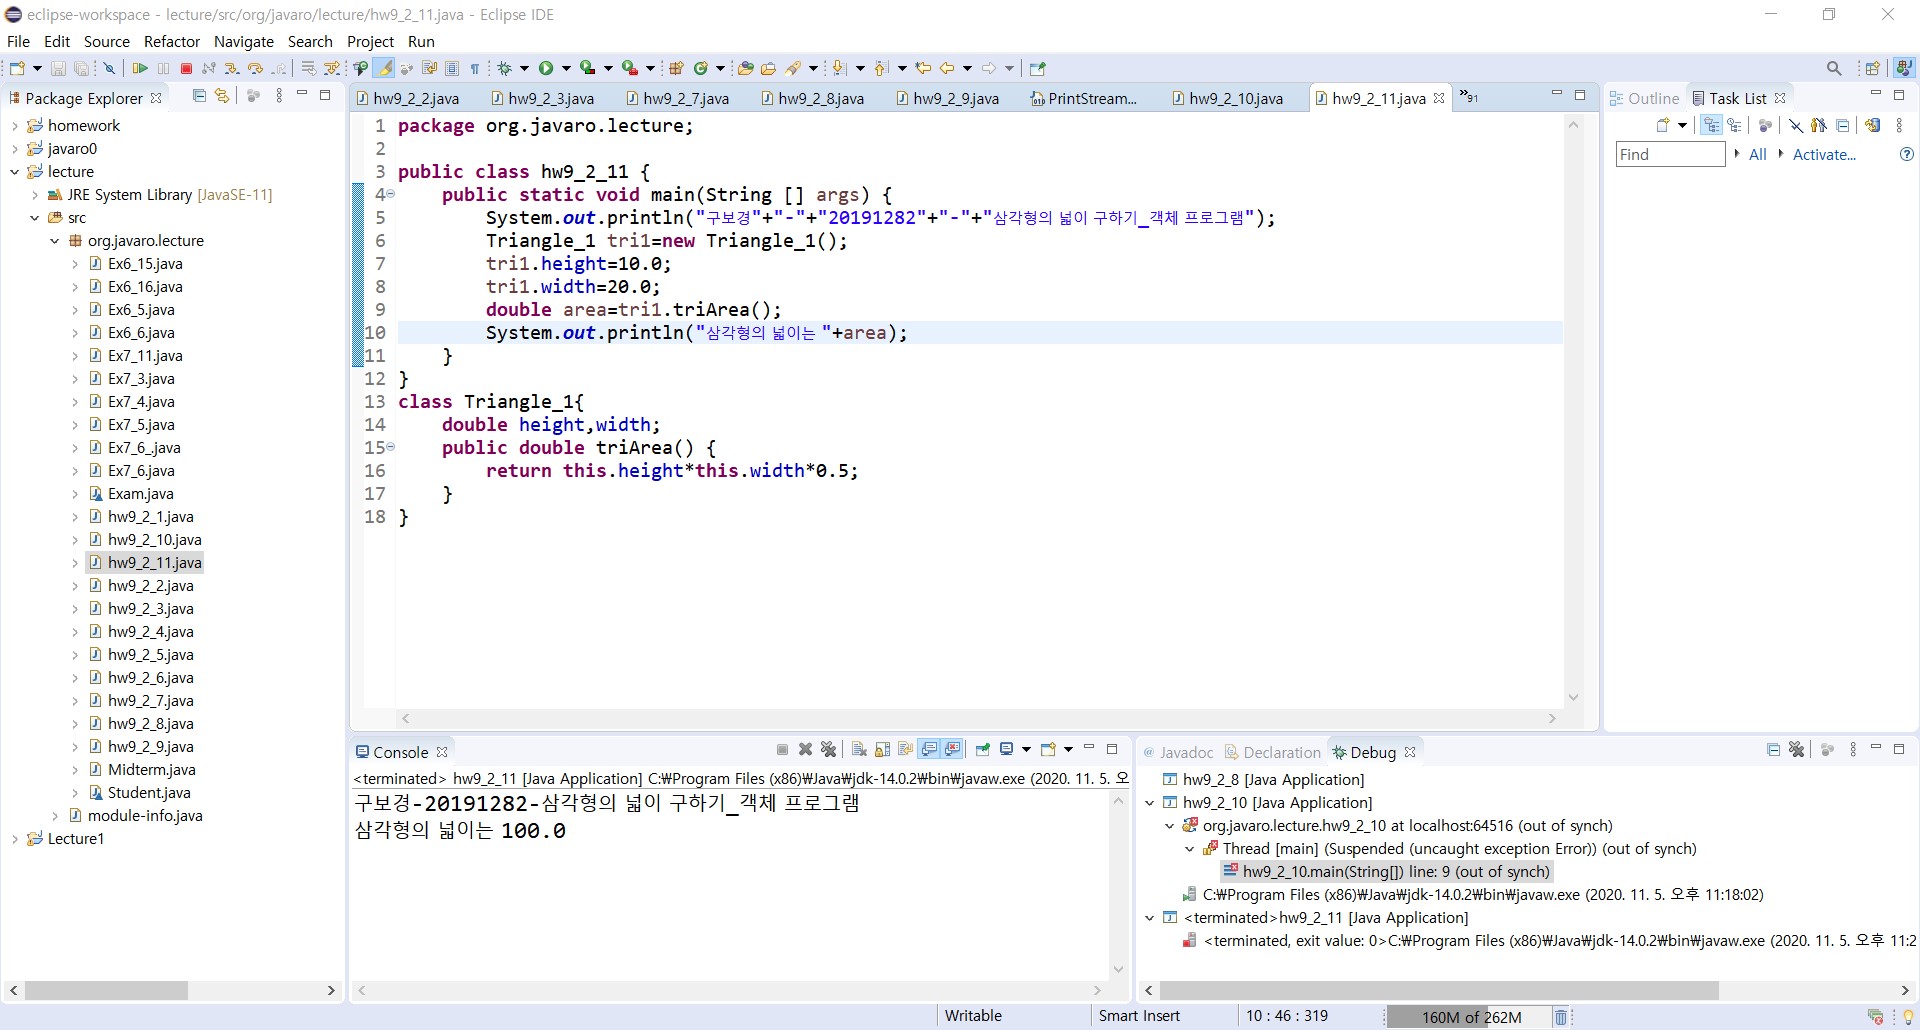 eclipse-workspace - lecture/src/org/javaro/lecture/hw9_2_11.java - Eclipse IDE
File Edit Source Refactor Navigate Search Project Run
Package Explorer
homework
javaro0
lecture
JRE System Library [JavaSE-11]
src
org.javaro.lecture
Ex6_15.java
Ex6_16.java
Ex6_5.java
Ex6_6.java
Ex7_11.java
Ex7_3.java
Ex7_4.java
Ex7_5.java
Ex7_6_.java
Ex7_6.java
Exam.java
hw9_2_1.java
hw9_2_10.java
hw9_2_11.java
hw9_2_2.java
hw9_2_3.java
hw9_2_4.java
hw9_2_5.java
hw9_2_6.java
hw9_2_7.java
hw9_2_8.java
hw9_2_9.java
Midterm.java
Student.java
module-info.java
Lecture1
hw9_2_2.java hw9_2_3.java hw9_2_7.java hw9_2_8.java hw9_2_9.java PrintStream... hw9_2_10.java hw9_2_11.java »91
1 package org.javaro.lecture;
2
3 public class hw9_2_11 {
4 public static void main(String [] args) {
5 System.out.println("구보경"+"-"+"20191282"+"-"+"삼각형의 넓이 구하기_객체 프로그램");
6 Triangle_1 tri1=new Triangle_1();
7 tri1.height=10.0;
8 tri1.width=20.0;
9 double area=tri1.triArea();
10 System.out.println("삼각형의 넓이는 "+area);
11 }
12 }
13 class Triangle_1{
14 double height,width;
15 public double triArea() {
16 return this.height*this.width*0.5;
17 }
18 }
Outline Task List
Find All Activate...
Console
<terminated> hw9_2_11 [Java Application] C:₩Program Files (x86)₩Java₩jdk-14.0.2₩bin₩javaw.exe (2020. 11. 5. 오
구보경-20191282-삼각형의 넓이 구하기_객체 프로그램
삼각형의 넓이는 100.0
@ Javadoc Declaration Debug
hw9_2_8 [Java Application]
hw9_2_10 [Java Application]
org.javaro.lecture.hw9_2_10 at localhost:64516 (out of synch)
Thread [main] (Suspended (uncaught exception Error)) (out of synch)
hw9_2_10.main(String[]) line: 9 (out of synch)
C:₩Program Files (x86)₩Java₩jdk-14.0.2₩bin₩javaw.exe (2020. 11. 5. 오후 11:18:02)
<terminated>hw9_2_11 [Java Application]
<terminated, exit value: 0>C:₩Program Files (x86)₩Java₩jdk-14.0.2₩bin₩javaw.exe (2020. 11. 5. 오후 11:2
Writable Smart Insert 10 : 46 : 319 160M of 262M